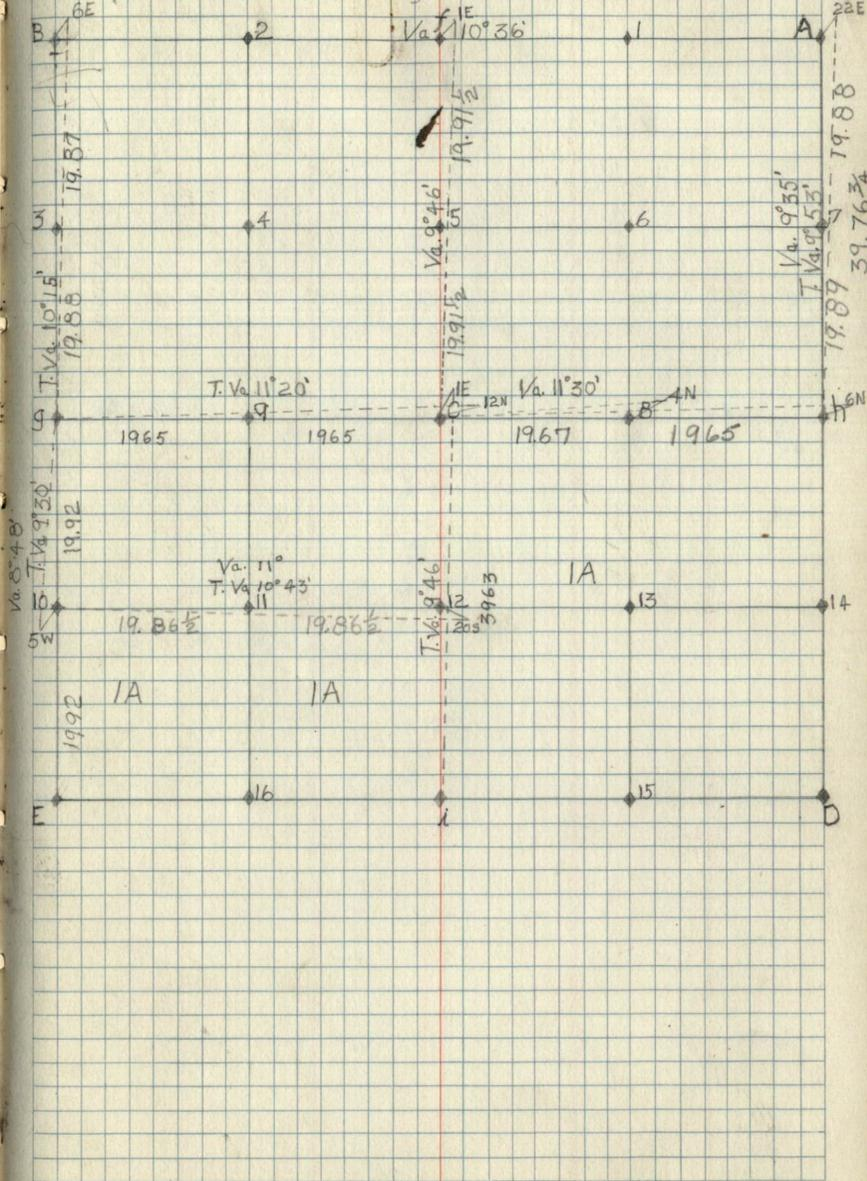 B 6E 2 Va. f 1E 10°36' 1 A 22E
19.87 19.91½ 19.88
39.76¾
3 4 Va. 9°46' 5 6 Va. 9°35' T. Va. 9°53' 7
T. Va. 10°15' 19.88 19.91½ 19.89
T. Va. 11°20' 1E Va. 11°30'
g 9 C 12N 8 4N h 6N
1965 1965 19.67 1965
Va. 8°48' T. Va. 9°30' 19.92
Va. 11°
T. Va. 10°43'
T. Va. 9°46' 3963 1A
10 11 12 13 14
5W 19.86½ 19.86½
1A 1A
1992
E 16 i 15 D